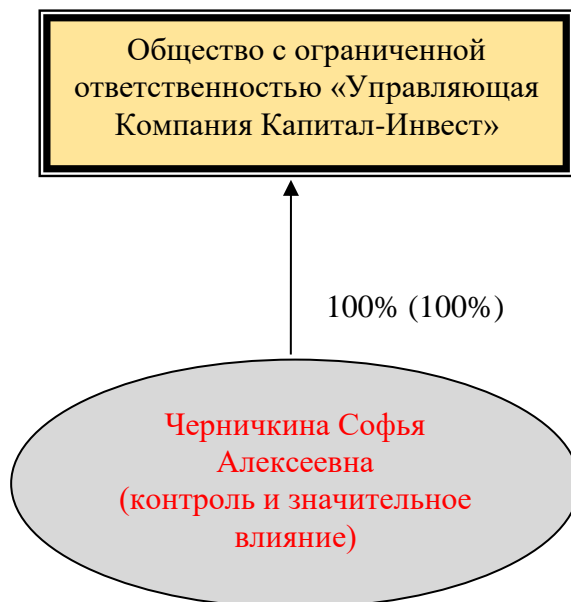 Общество с ограниченной
ответственностью «Управляющая
Компания Капитал-Инвест»
100% (100%)
Черничкина Софья
Алексеевна
(контроль и значительное
влияние)